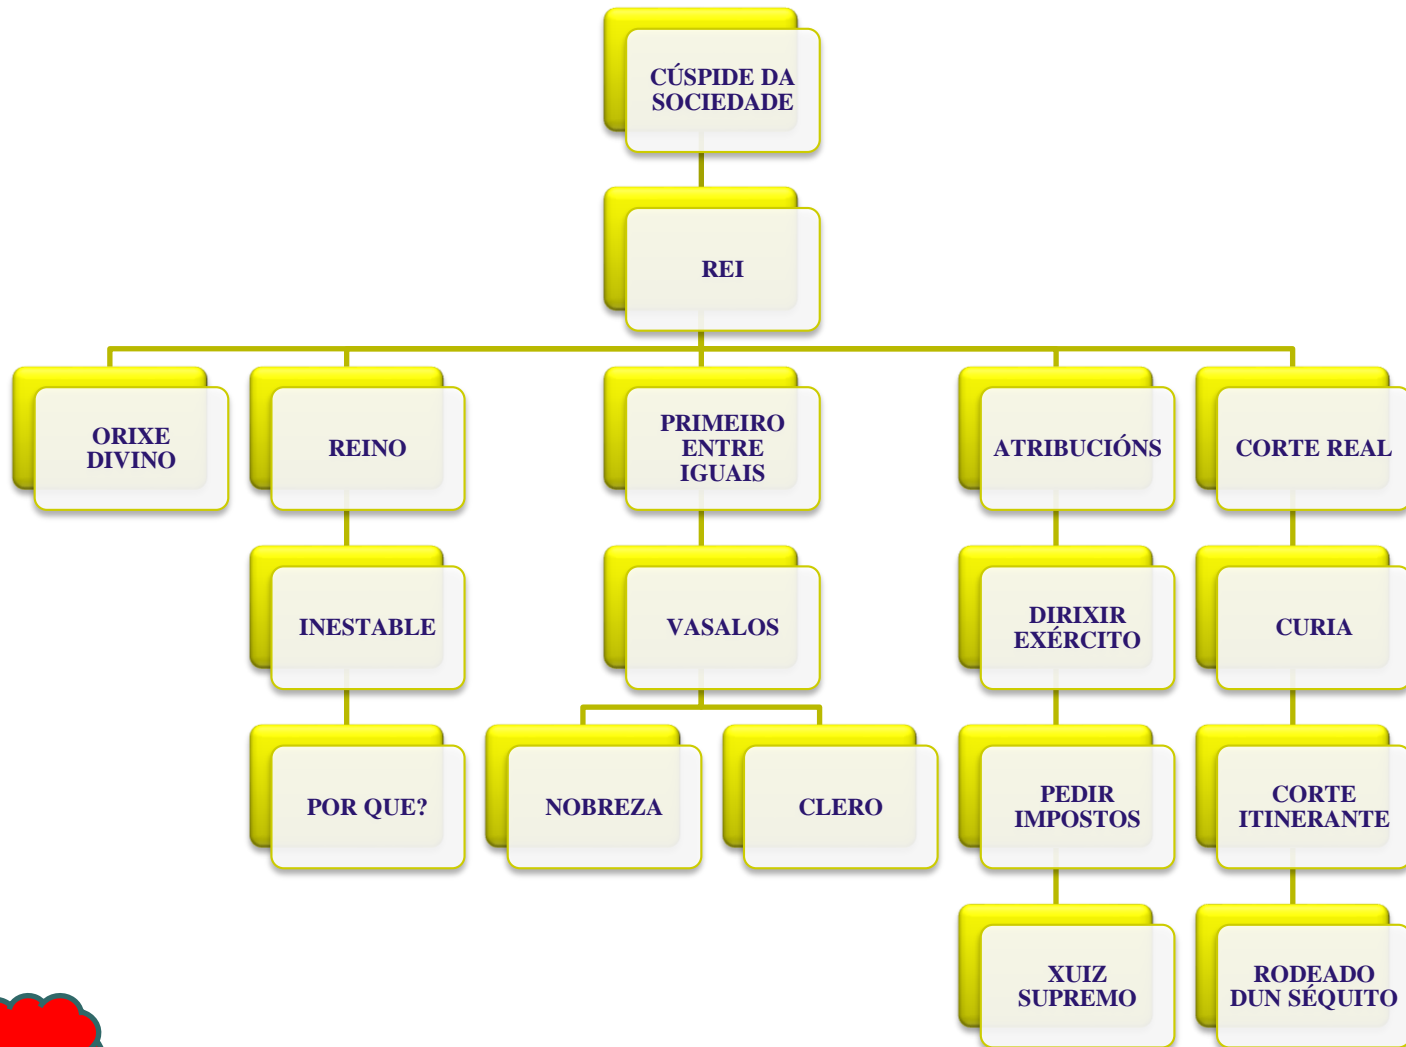 CÚSPIDE DA
SOCIEDADE
REI
ORIXE
DIVINO
REINO
PRIMEIRO
ENTRE
IGUAIS
ATRIBUCIÓNS
CORTE REAL
INESTABLE
VASALOS
DIRIXIR
EXÉRCITO
CURIA
POR QUE?
NOBREZA
CLERO
PEDIR
IMPOSTOS
CORTE
ITINERANTE
XUIZ
SUPREMO
RODEADO
DUN SÉQUITO